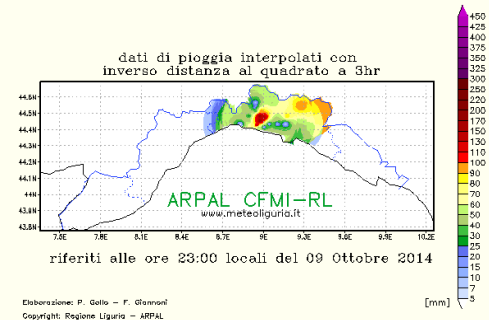 dati di pioggia interpolati con
inverso distanza al quadrato a 3hr
44.6N
44.5N
44.4N
44.3N
44.2N
44.1N
44N
43.9N
43.8N
7.5E 7.8E 8.1E 8.4E 8.7E 9E 9.3E 9.6E 9.9E 10.2E
ARPAL CFMI-RL
www.meteoliguria.it
riferiti alle ore 23:00 locali del 09 Ottobre 2014
Elaborazione: P. Gollo - F. Giannoni
Copyright: Regione Liguria - ARPAL
[mm]
450
425
400
375
350
325
300
250
220
200
170
150
130
110
100
90
80
70
60
50
40
30
25
20
15
10
5